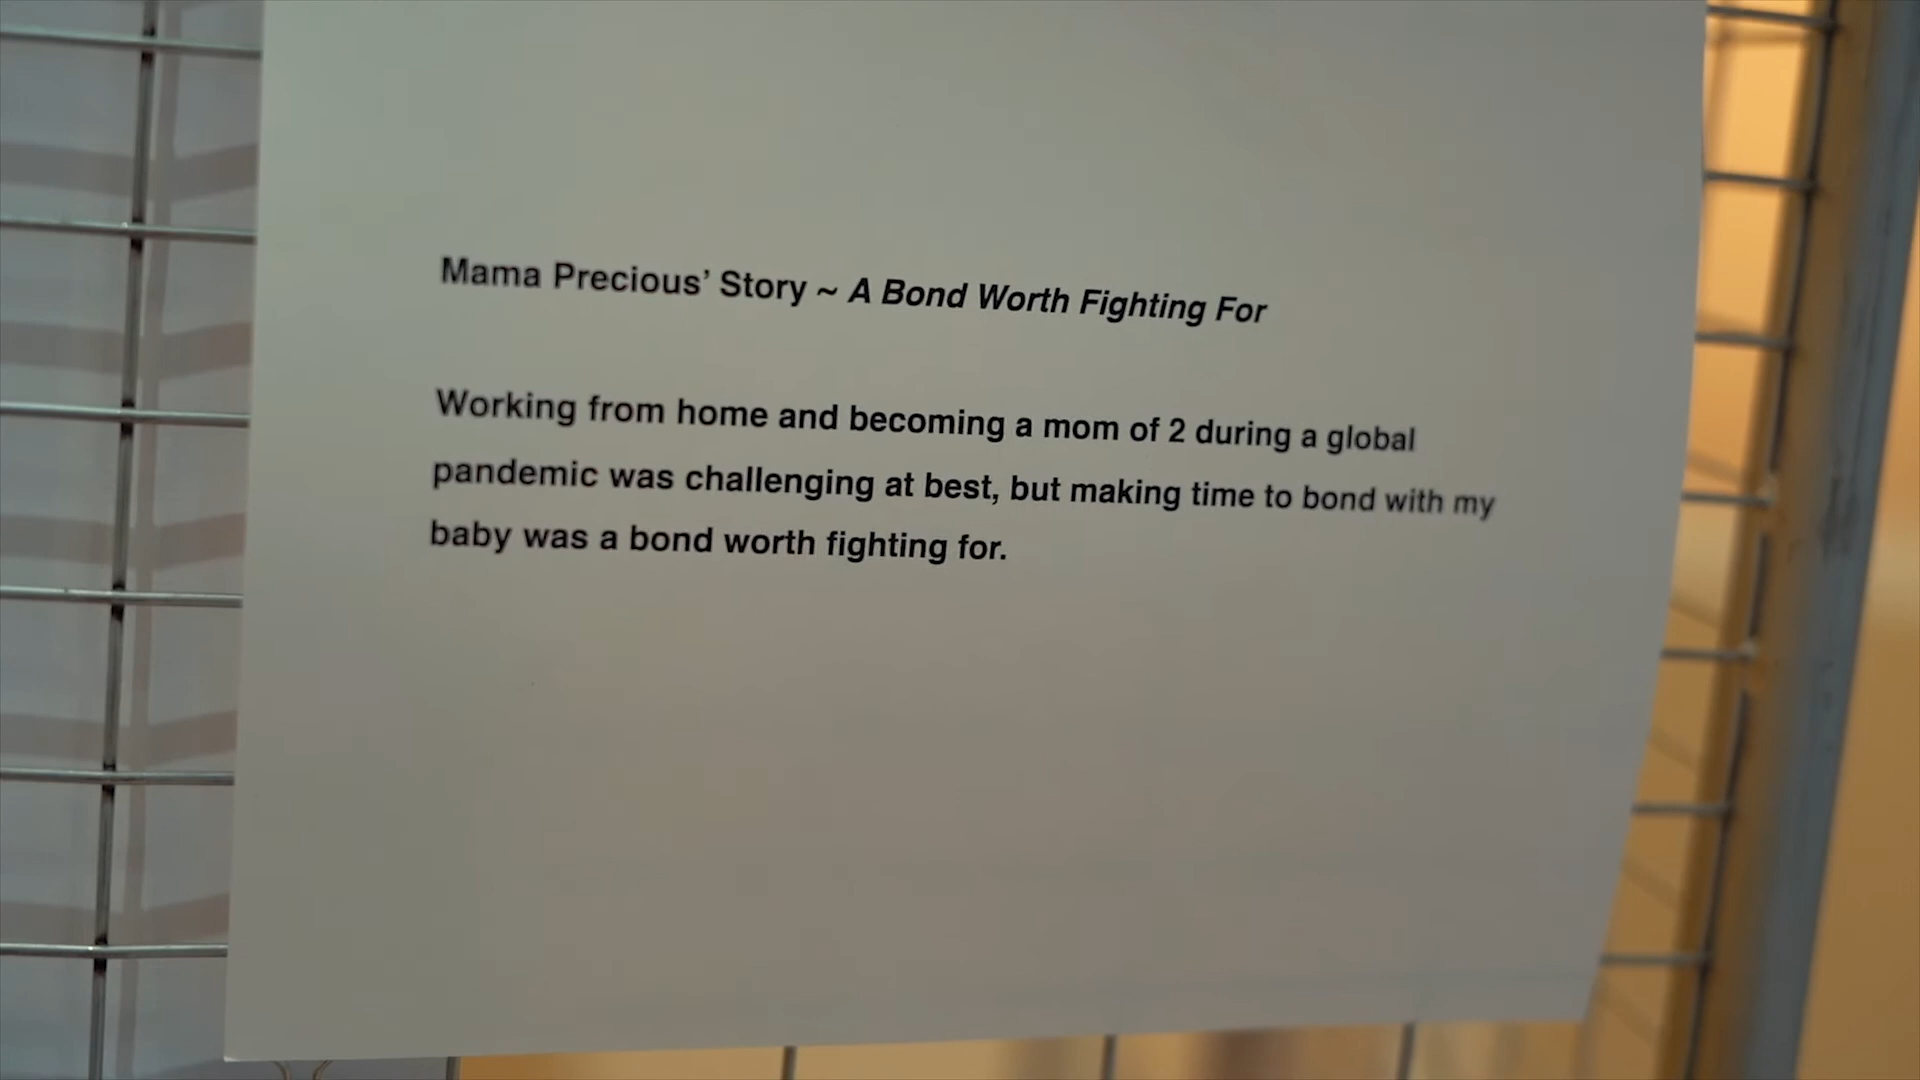 Mama Precious’ Story ~ A Bond Worth Fighting For
Working from home and becoming a mom of 2 during a global
pandemic was challenging at best, but making time to bond with my
baby was a bond worth fighting for.